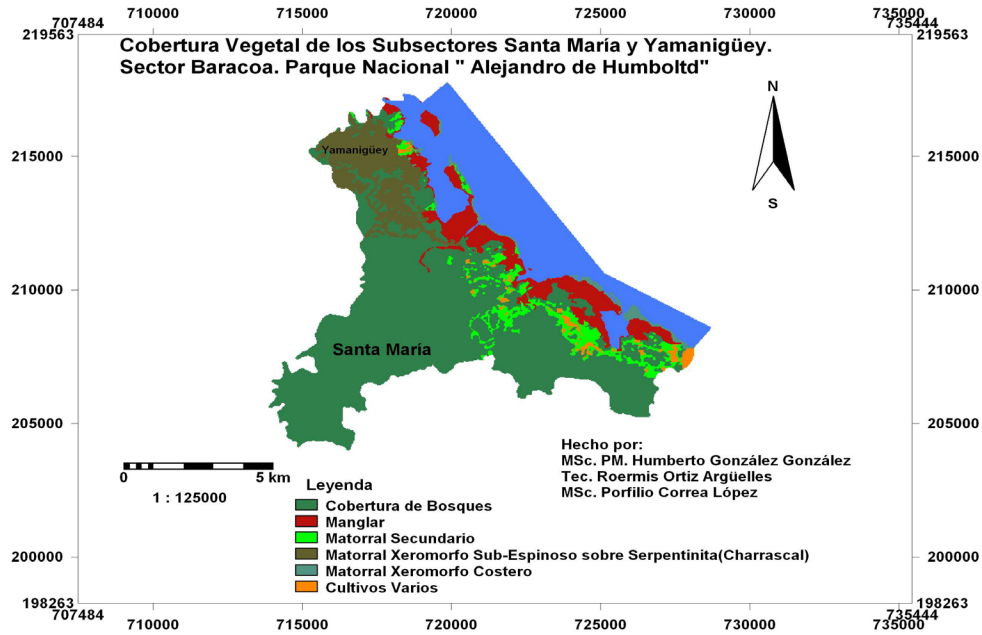 710000 715000 720000 725000 730000 735000
707484 735444
219563 219563
Cobertura Vegetal de los Subsectores Santa María y Yamanigüey.
Sector Baracoa. Parque Nacional " Alejandro de Humboltd"
N
Yamanigüey
215000 215000
S
210000 210000
Santa María
205000 205000
Hecho por:
MSc. PM. Humberto González González
Tec. Roermis Ortiz Argüelles
MSc. Porfilio Correa López
0 5 km
1 : 125000
Leyenda
Cobertura de Bosques
Manglar
Matorral Secundario
Matorral Xeromorfo Sub-Espinoso sobre Serpentinita(Charrascal)
Matorral Xeromorfo Costero
Cultivos Varios
200000 200000
198263 198263
707484 735444
710000 715000 720000 725000 730000 735000